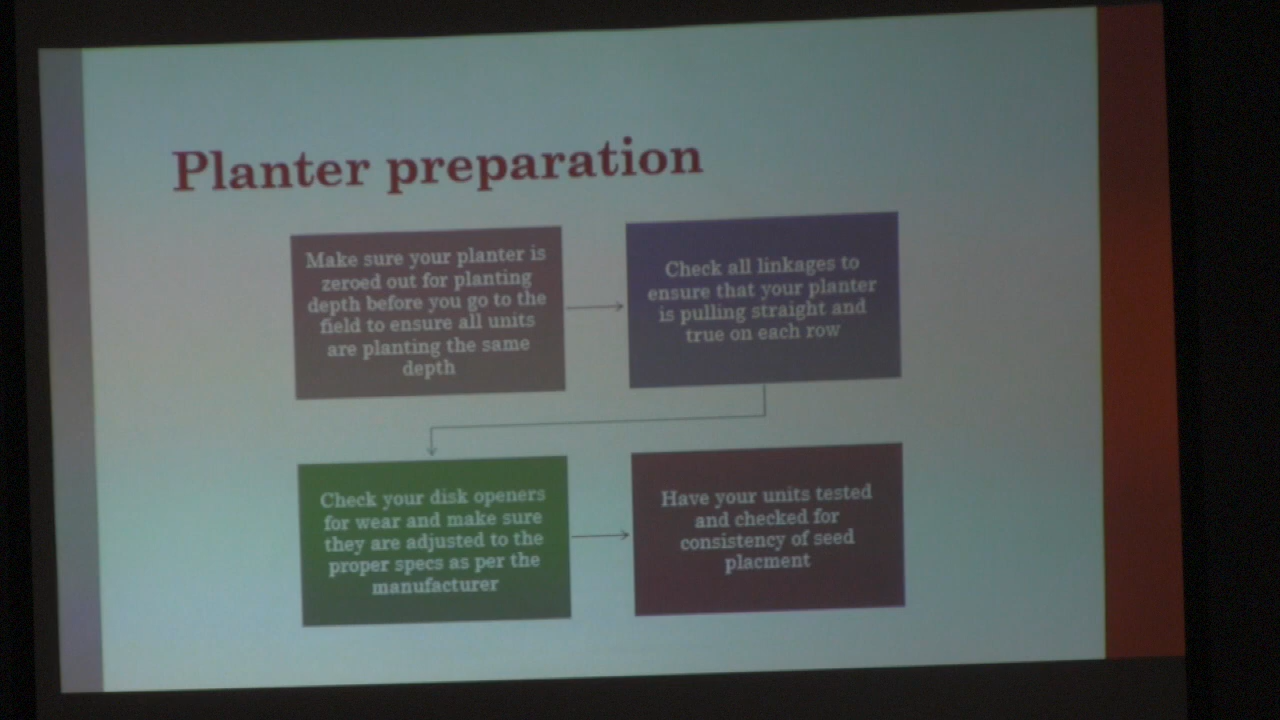 Planter preparation
Make sure your planter is
zeroed out for planting
depth before you go to the
field to ensure all units
are planting the same
depth
Check all linkages to
ensure that your planter
is pulling straight and
true on each row
Check your disk openers
for wear and make sure
they are adjusted to the
proper specs as per the
manufacturer
Have your units tested
and checked for
consistency of seed
placment